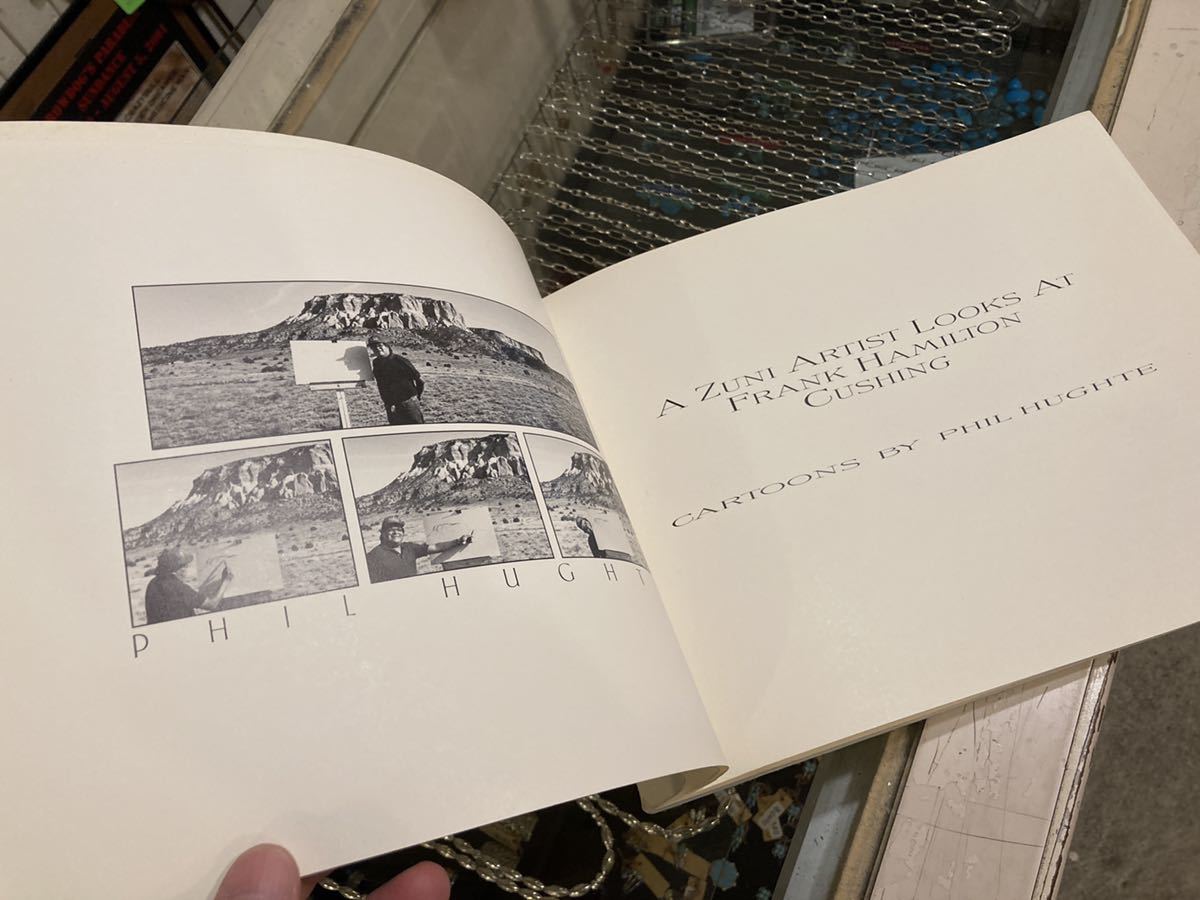 PHIL HUGHT
A ZUNI ARTIST LOOKS AT
FRANK HAMILTON
CUSHING
CARTOONS BY PHIL HUGHTE